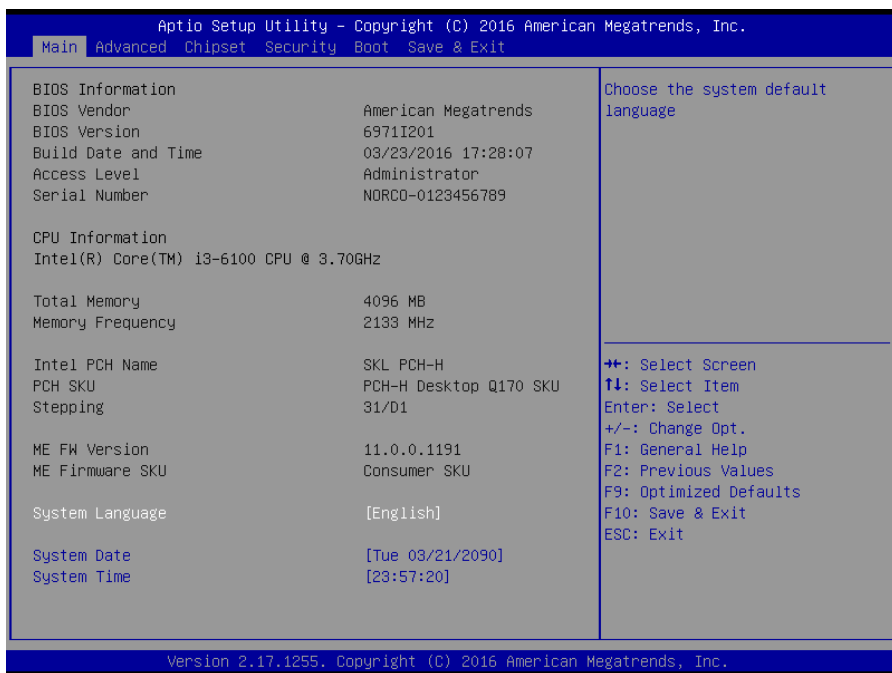 Aptio Setup Utility – Copyright (C) 2016 American Megatrends, Inc.
Main Advanced Chipset Security Boot Save & Exit
BIOS Information
BIOS Vendor American Megatrends
BIOS Version 6971I201
Build Date and Time 03/23/2016 17:28:07
Access Level Administrator
Serial Number NORCO-0123456789
CPU Information
Intel(R) Core(TM) i3-6100 CPU @ 3.70GHz
Total Memory 4096 MB
Memory Frequency 2133 MHz
Intel PCH Name SKL PCH-H
PCH SKU PCH-H Desktop Q170 SKU
Stepping 31/D1
ME FW Version 11.0.0.1191
ME Firmware SKU Consumer SKU
System Language [English]
System Date [Tue 03/21/2090]
System Time [23:57:20]
Choose the system default
language
→←: Select Screen
↑↓: Select Item
Enter: Select
+/-: Change Opt.
F1: General Help
F2: Previous Values
F9: Optimized Defaults
F10: Save & Exit
ESC: Exit
Version 2.17.1255. Copyright (C) 2016 American Megatrends, Inc.